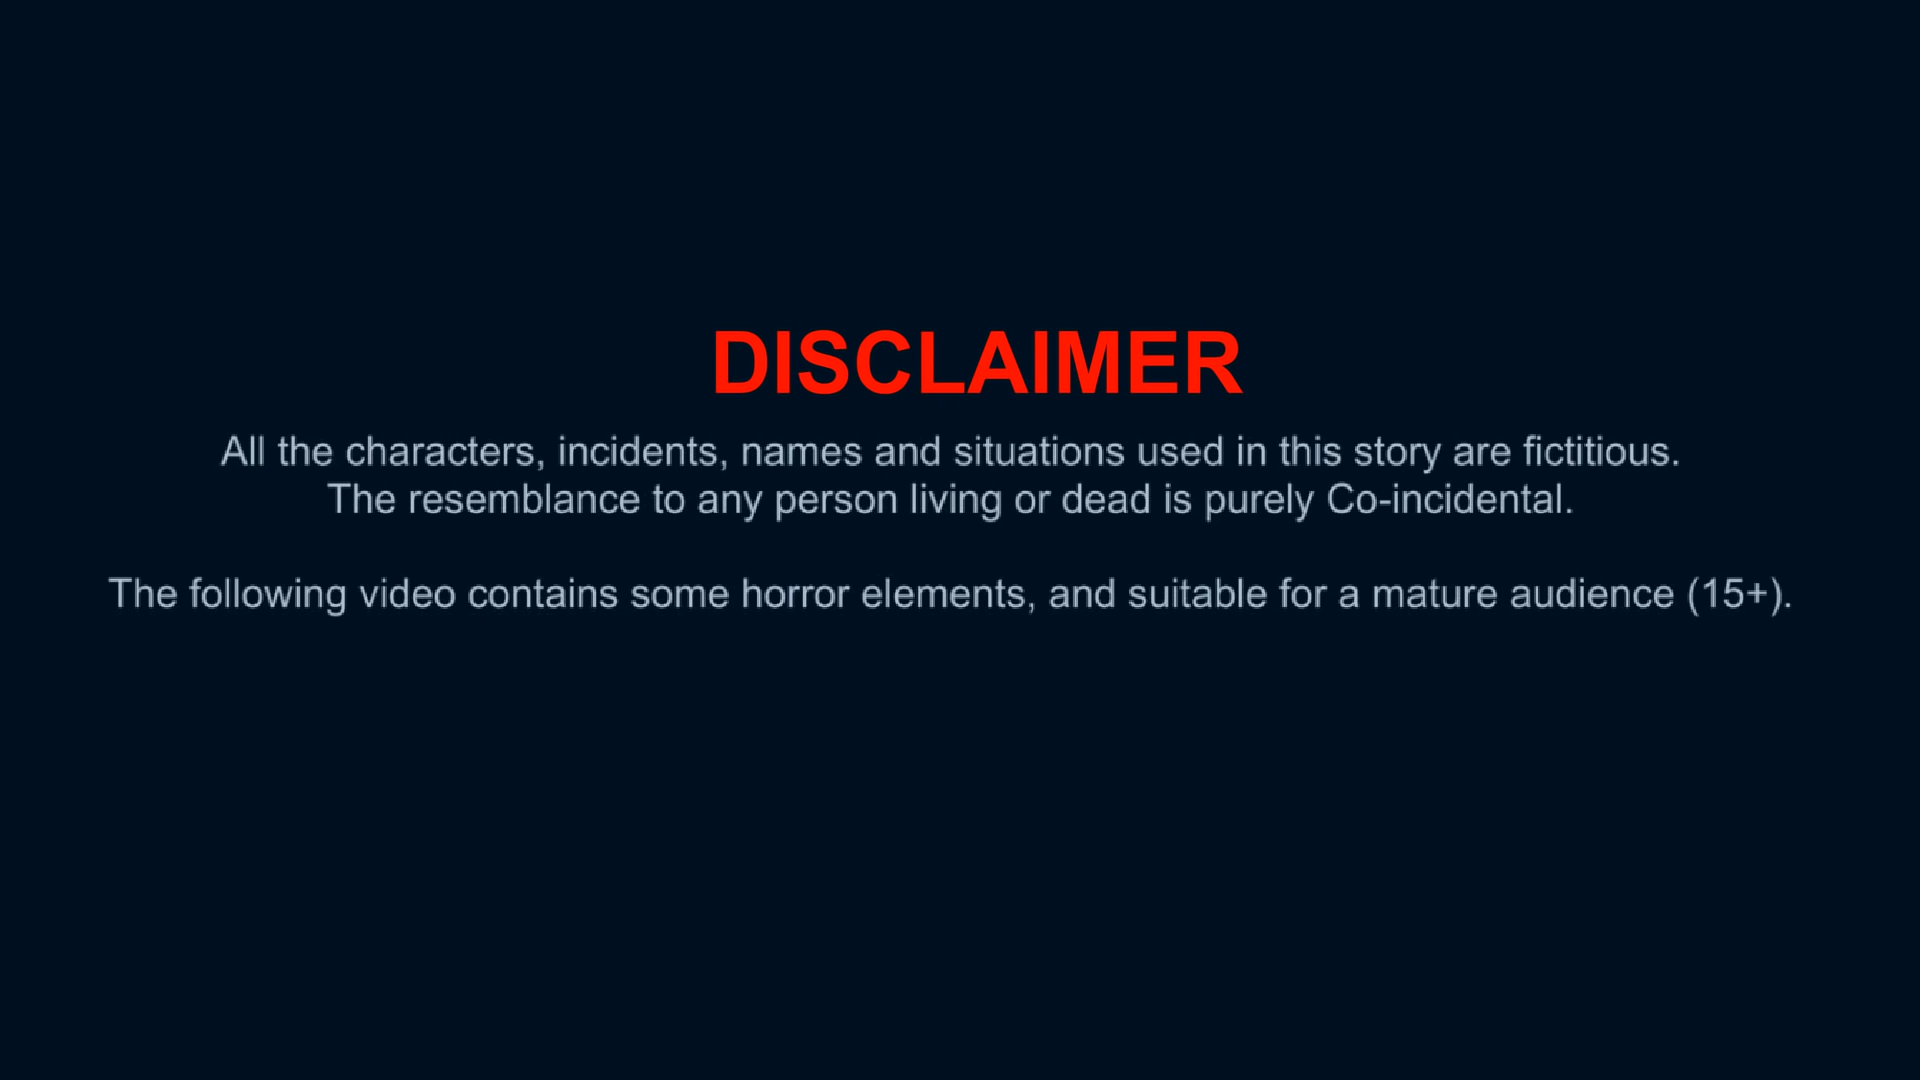 DISCLAIMER
All the characters, incidents, names and situations used in this story are fictitious.
The resemblance to any person living or dead is purely Co-incidental.
The following video contains some horror elements, and suitable for a mature audience (15+).